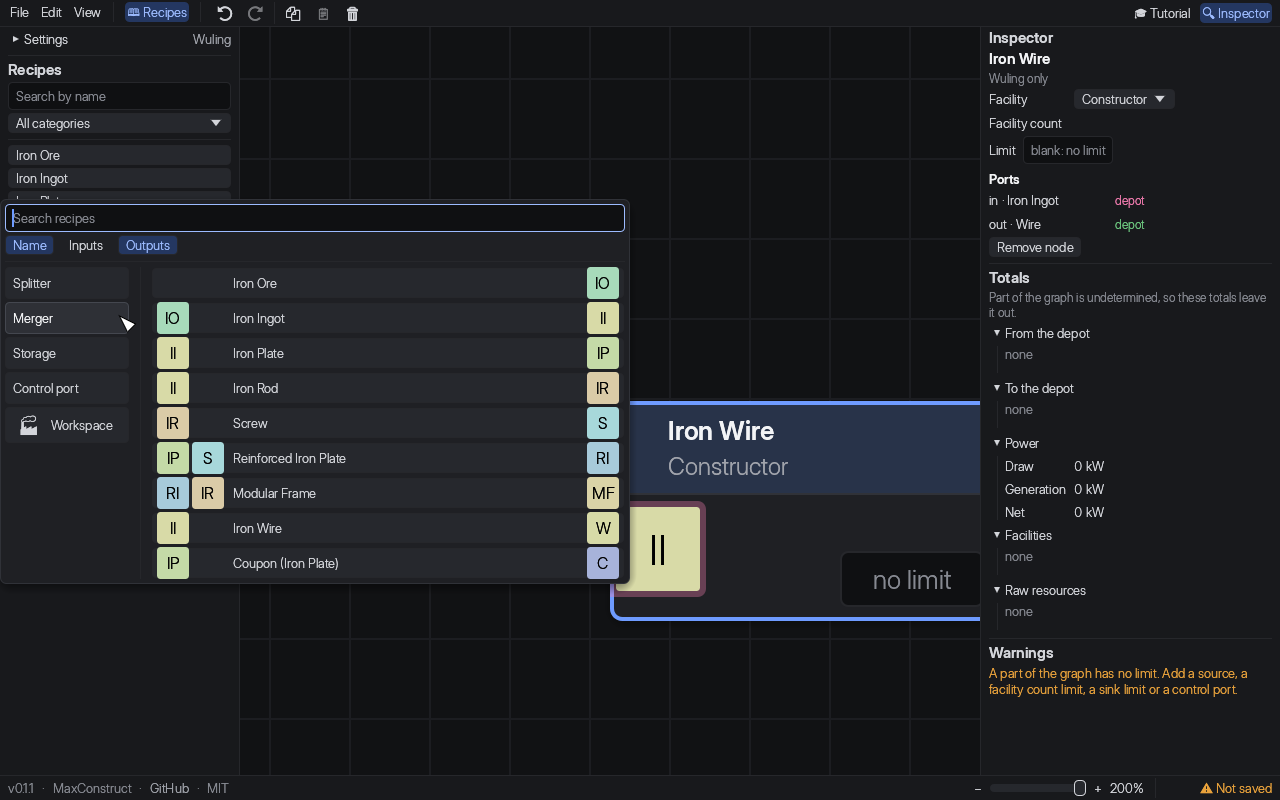 File Edit View Recipes Tutorial Inspector
Settings Wuling
Recipes
Search by name
All categories
Iron Ore
Iron Ingot
Search recipes
Name Inputs Outputs
Splitter
Merger
Storage
Control port
Workspace
Iron Ore IO
IO Iron Ingot II
II Iron Plate IP
II Iron Rod IR
IR Screw S
IP S Reinforced Iron Plate RI
RI IR Modular Frame MF
II Iron Wire W
IP Coupon (Iron Plate) C
Iron Wire
Constructor
II
no limit
Inspector
Iron Wire
Wuling only
Facility Constructor
Facility count
Limit blank: no limit
Ports
in · Iron Ingot depot
out · Wire depot
Remove node
Totals
Part of the graph is undetermined, so these totals leave
it out.
From the depot
none
To the depot
none
Power
Draw 0 kW
Generation 0 kW
Net 0 kW
Facilities
none
Raw resources
none
Warnings
A part of the graph has no limit. Add a source, a
facility count limit, a sink limit or a control port.
v0.1.1 · MaxConstruct · GitHub · MIT
− + 200% Not saved